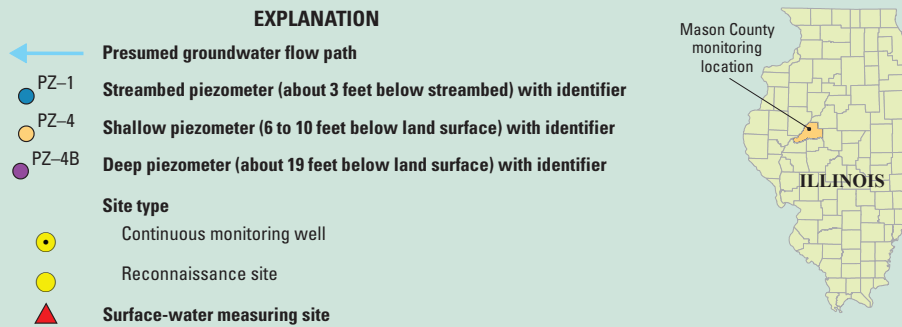 EXPLANATION
Presumed groundwater flow path
PZ–1 Streambed piezometer (about 3 feet below streambed) with identifier
PZ–4 Shallow piezometer (6 to 10 feet below land surface) with identifier
PZ–4B Deep piezometer (about 19 feet below land surface) with identifier
Site type
Continuous monitoring well
Reconnaissance site
Surface-water measuring site
Mason County
monitoring
location
ILLINOIS